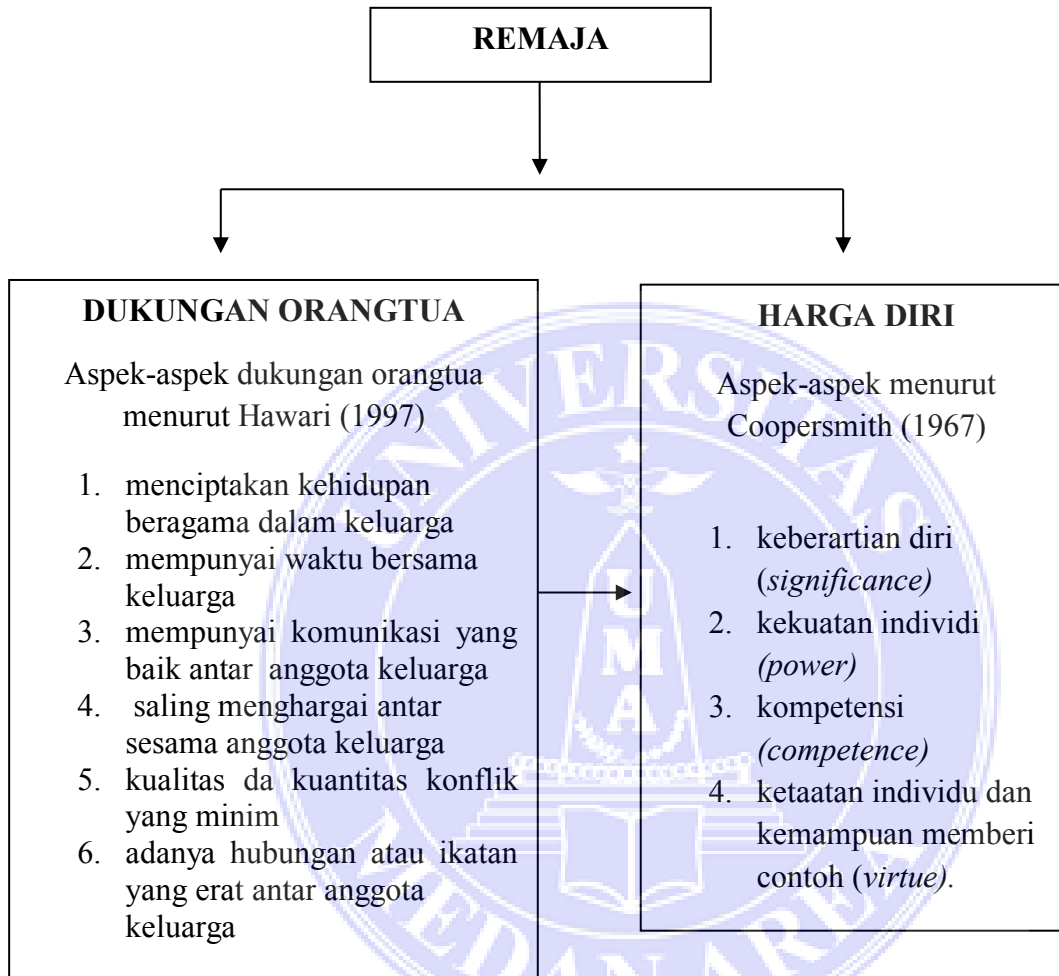 REMAJA
DUKUNGAN ORANGTUA
Aspek-aspek dukungan orangtua
menurut Hawari (1997)
1. menciptakan kehidupan
beragama dalam keluarga
2. mempunyai waktu bersama
keluarga
3. mempunyai komunikasi yang
baik antar anggota keluarga
4. saling menghargai antar
sesama anggota keluarga
5. kualitas da kuantitas konflik
yang minim
6. adanya hubungan atau ikatan
yang erat antar anggota
keluarga
HARGA DIRI
Aspek-aspek menurut
Coopersmith (1967)
1. keberartian diri
(significance)
2. kekuatan individi
(power)
3. kompetensi
(competence)
4. ketaatan individu dan
kemampuan memberi
contoh (virtue).
UNIVERSITAS
UMA
MEDAN AREA